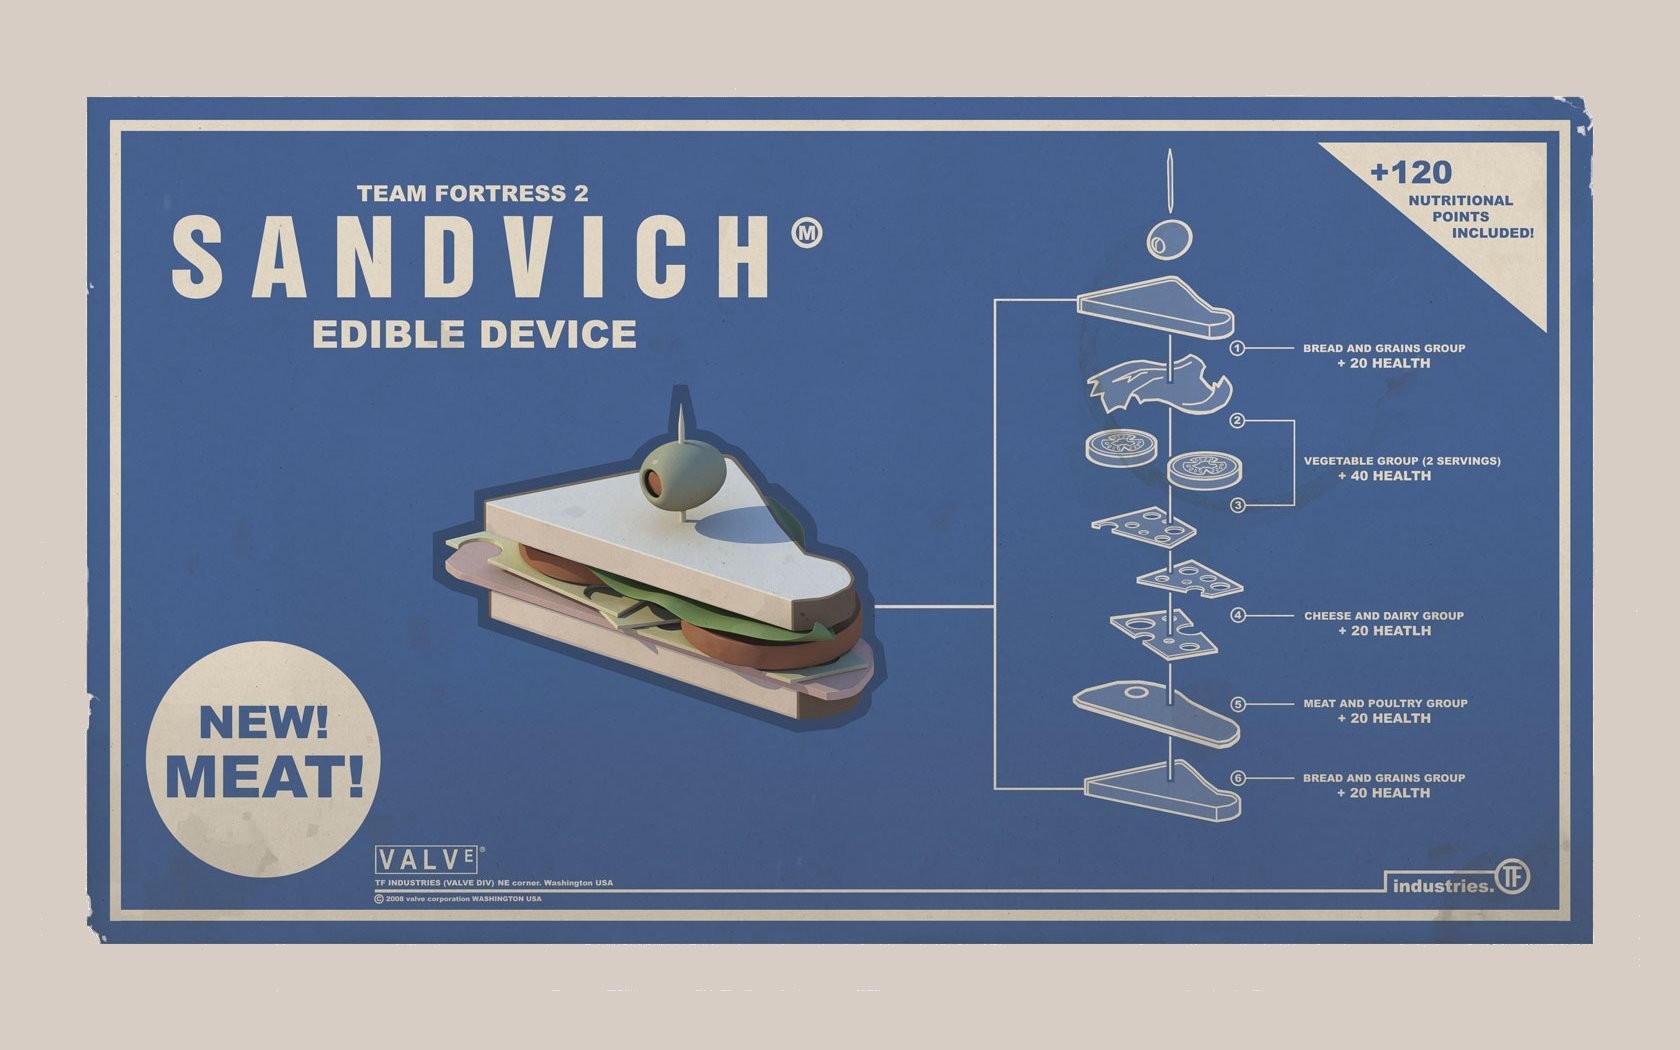 TEAM FORTRESS 2
SANDVICH Ⓜ
EDIBLE DEVICE
+120
NUTRITIONAL
POINTS
INCLUDED!
1
BREAD AND GRAINS GROUP
+ 20 HEALTH
2
VEGETABLE GROUP (2 SERVINGS)
+ 40 HEALTH
3
4
CHEESE AND DAIRY GROUP
+ 20 HEATLH
5
MEAT AND POULTRY GROUP
+ 20 HEALTH
6
BREAD AND GRAINS GROUP
+ 20 HEALTH
NEW!
MEAT!
VALVE®
TF INDUSTRIES (VALVE DIV) NE corner. Washington USA
© 2008 valve corporation WASHINGTON USA
industries. TF